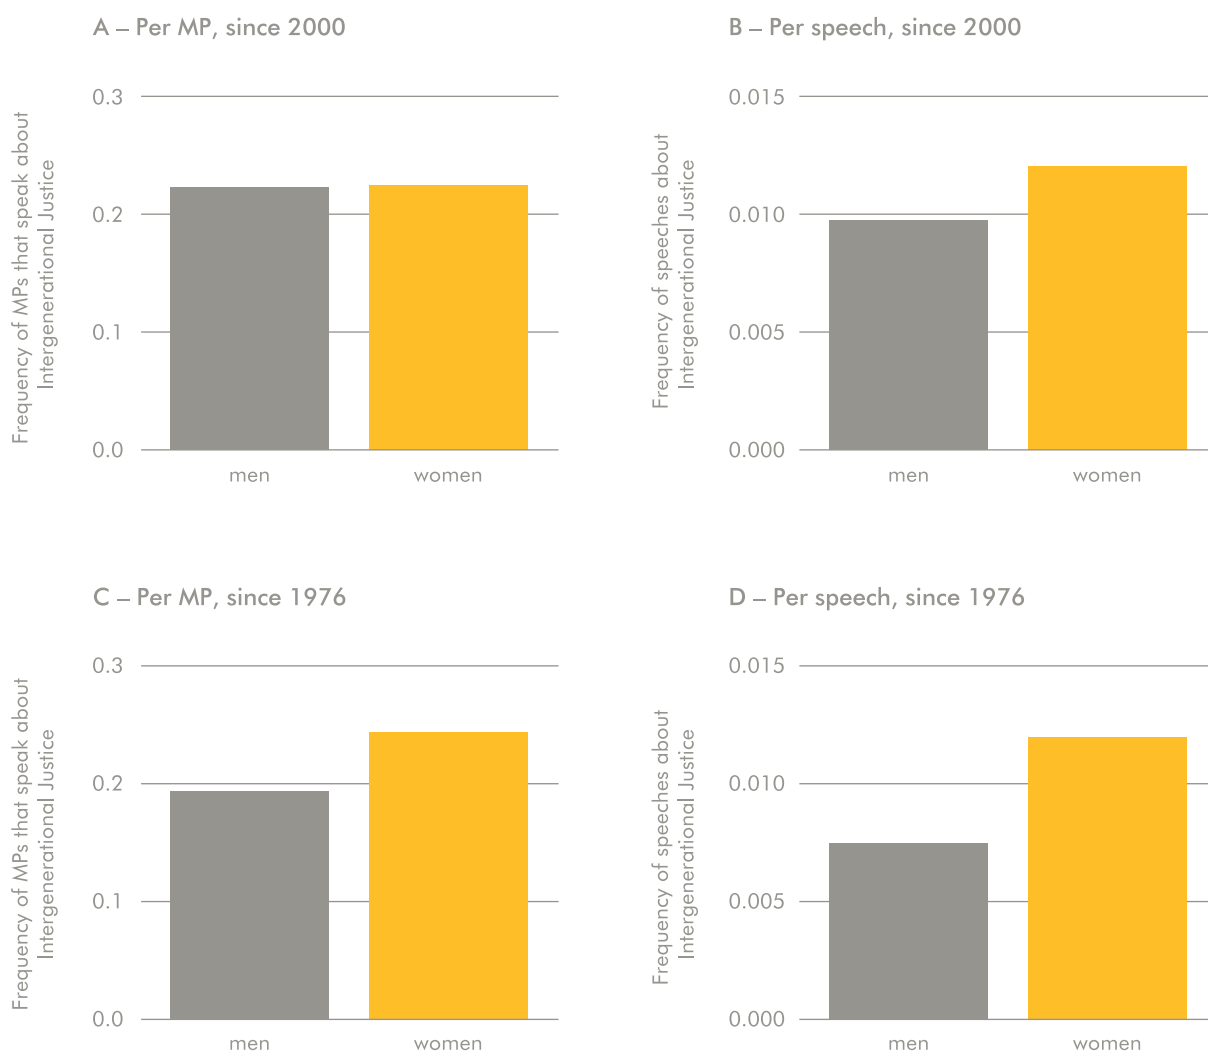 A – Per MP, since 2000
Frequency of MPs that speak about
Intergenerational Justice
0.3
0.2
0.1
0.0
men
women
B – Per speech, since 2000
Frequency of speeches about
Intergenerational Justice
0.015
0.010
0.005
0.000
men
women
C – Per MP, since 1976
Frequency of MPs that speak about
Intergenerational Justice
0.3
0.2
0.1
0.0
men
women
D – Per speech, since 1976
Frequency of speeches about
Intergenerational Justice
0.015
0.010
0.005
0.000
men
women